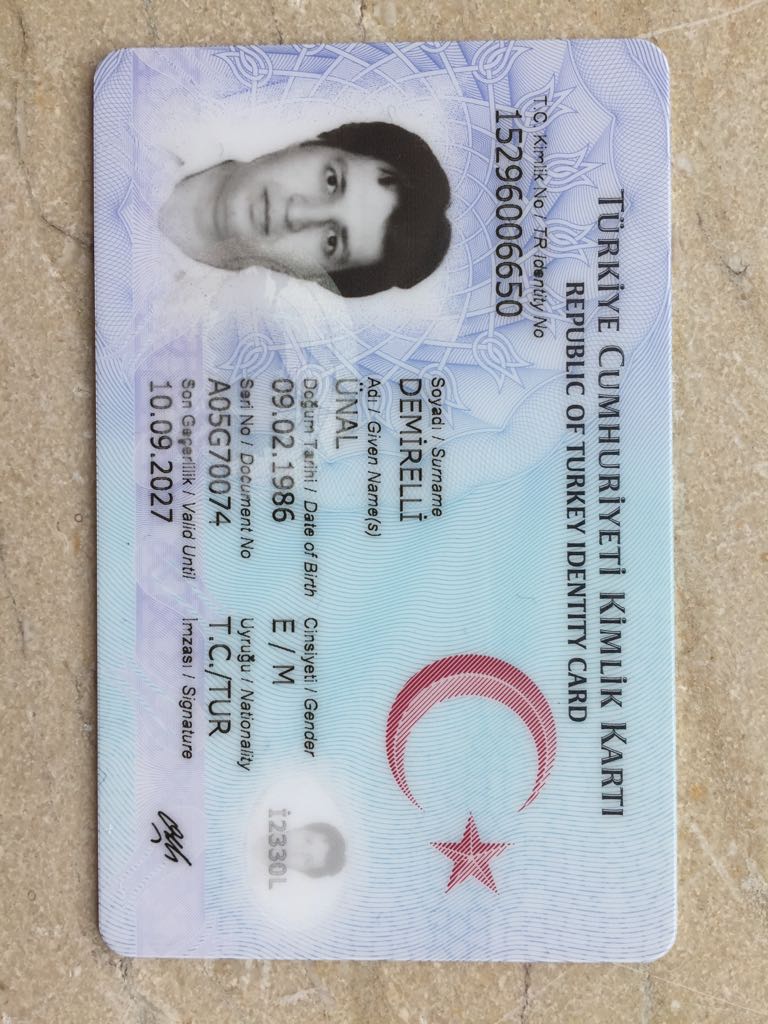 TÜRKİYE CUMHURİYETİ KİMLİK KARTI
REPUBLIC OF TURKEY IDENTITY CARD
T.C. Kimlik No / TR Identity No
15296006650
Soyadı / Surname
DEMİRELLİ
Adı / Given Name(s)
ÜNAL
Doğum Tarihi / Date of Birth
09.02.1986
Cinsiyeti / Gender
E / M
Seri No / Document No
A05G70074
Uyruğu / Nationality
T.C./TUR
Son Geçerlilik / Valid Until
10.09.2027
İmzası / Signature